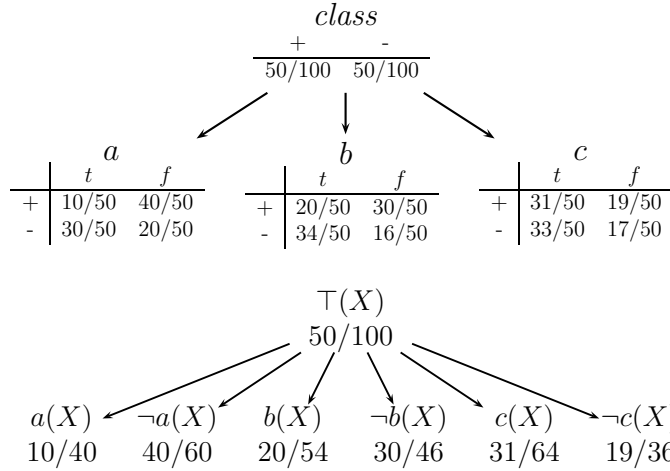 class
+ -
50/100 50/100
a b c
t f t f t f
+ 10/50 40/50 + 20/50 30/50 + 31/50 19/50
- 30/50 20/50 - 34/50 16/50 - 33/50 17/50
⊤(X)
50/100
a(X) ¬a(X) b(X) ¬b(X) c(X) ¬c(X
10/40 40/60 20/54 30/46 31/64 19/36